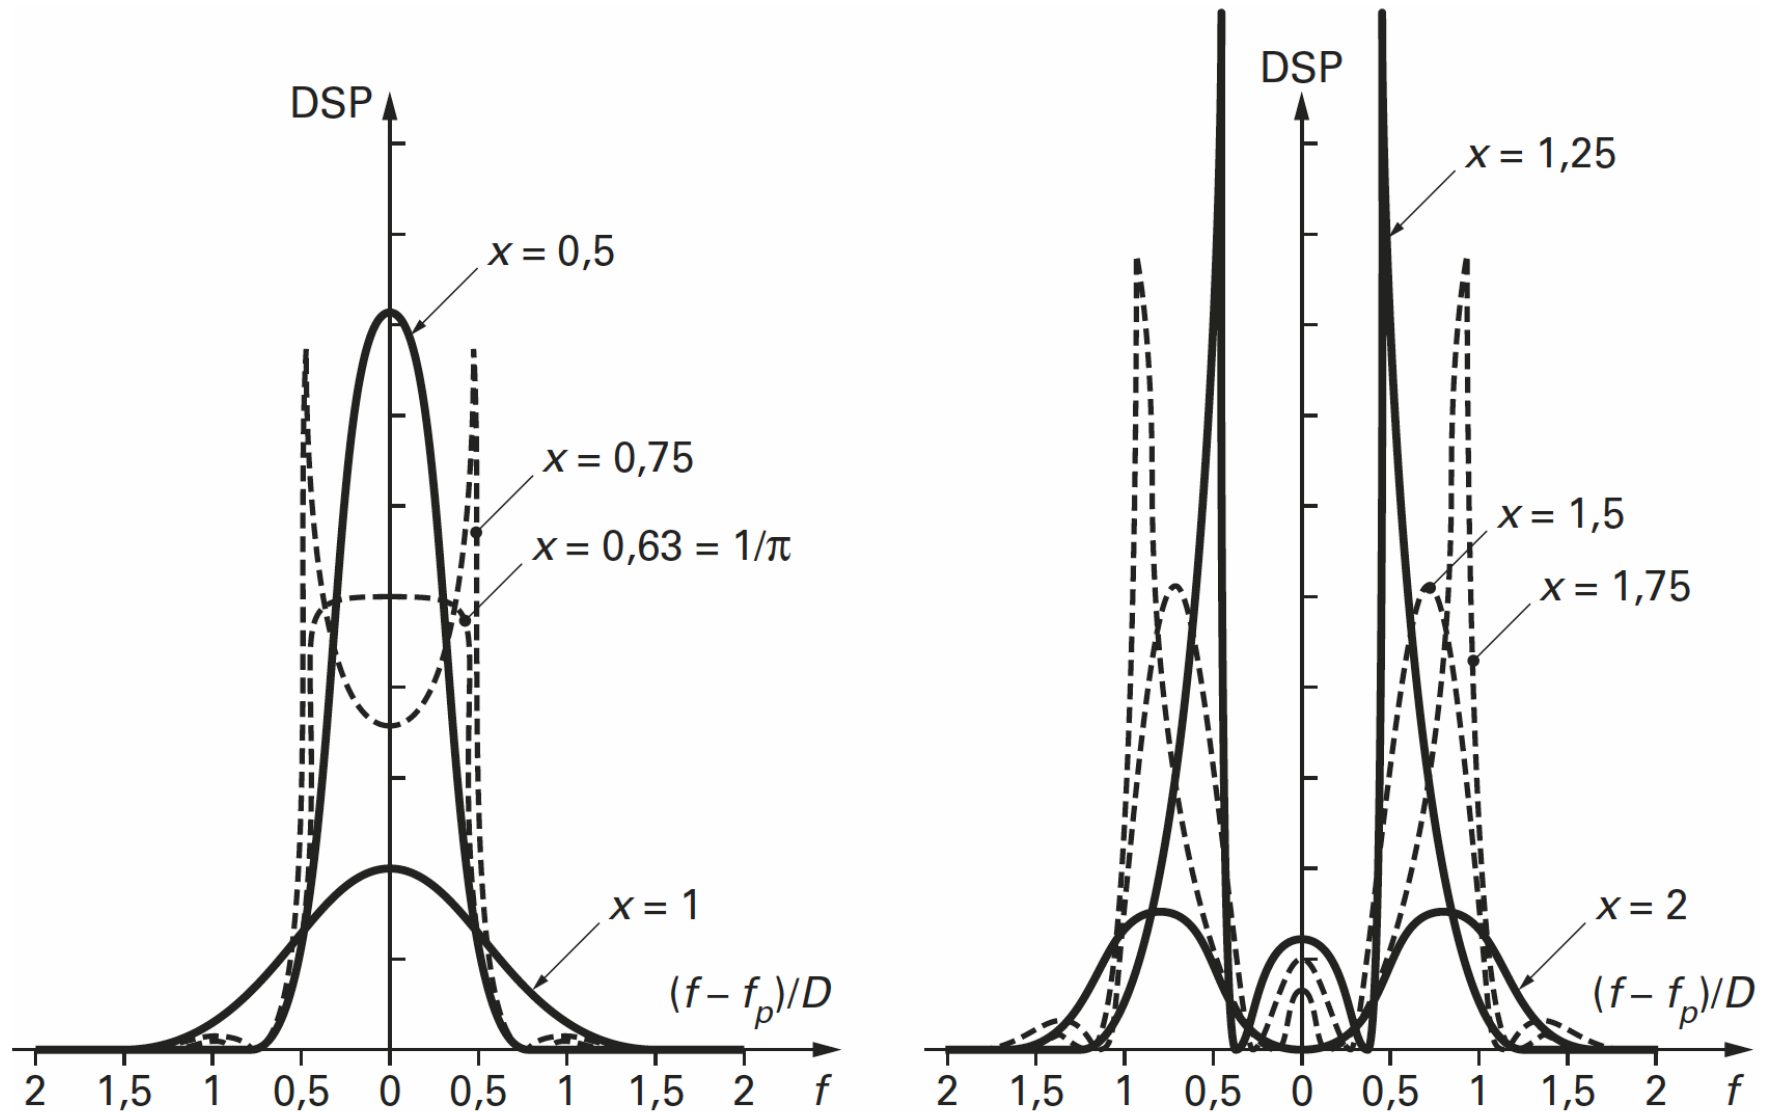 DSP
x = 0,5
x = 0,75
x = 0,63 = 1/π
x = 1
(f – fp)/D
2 1,5 1 0,5 0 0,5 1 1,5 2 f
DSP
x = 1,25
x = 1,5
x = 1,75
x = 2
(f – fp)/D
2 1,5 1 0,5 0 0,5 1 1,5 2 f